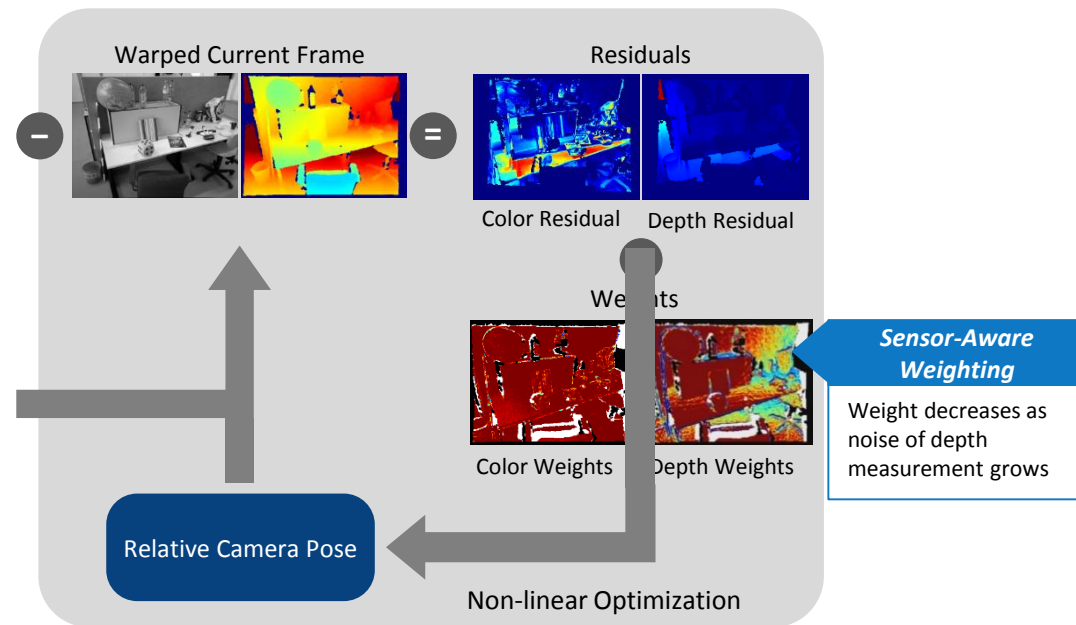 Warped Current Frame
Residuals
–
=
Color Residual
Depth Residual
Weights
Sensor-Aware
Weighting
Weight decreases as
noise of depth
measurement grows
Color Weights
Depth Weights
Relative Camera Pose
Non-linear Optimization